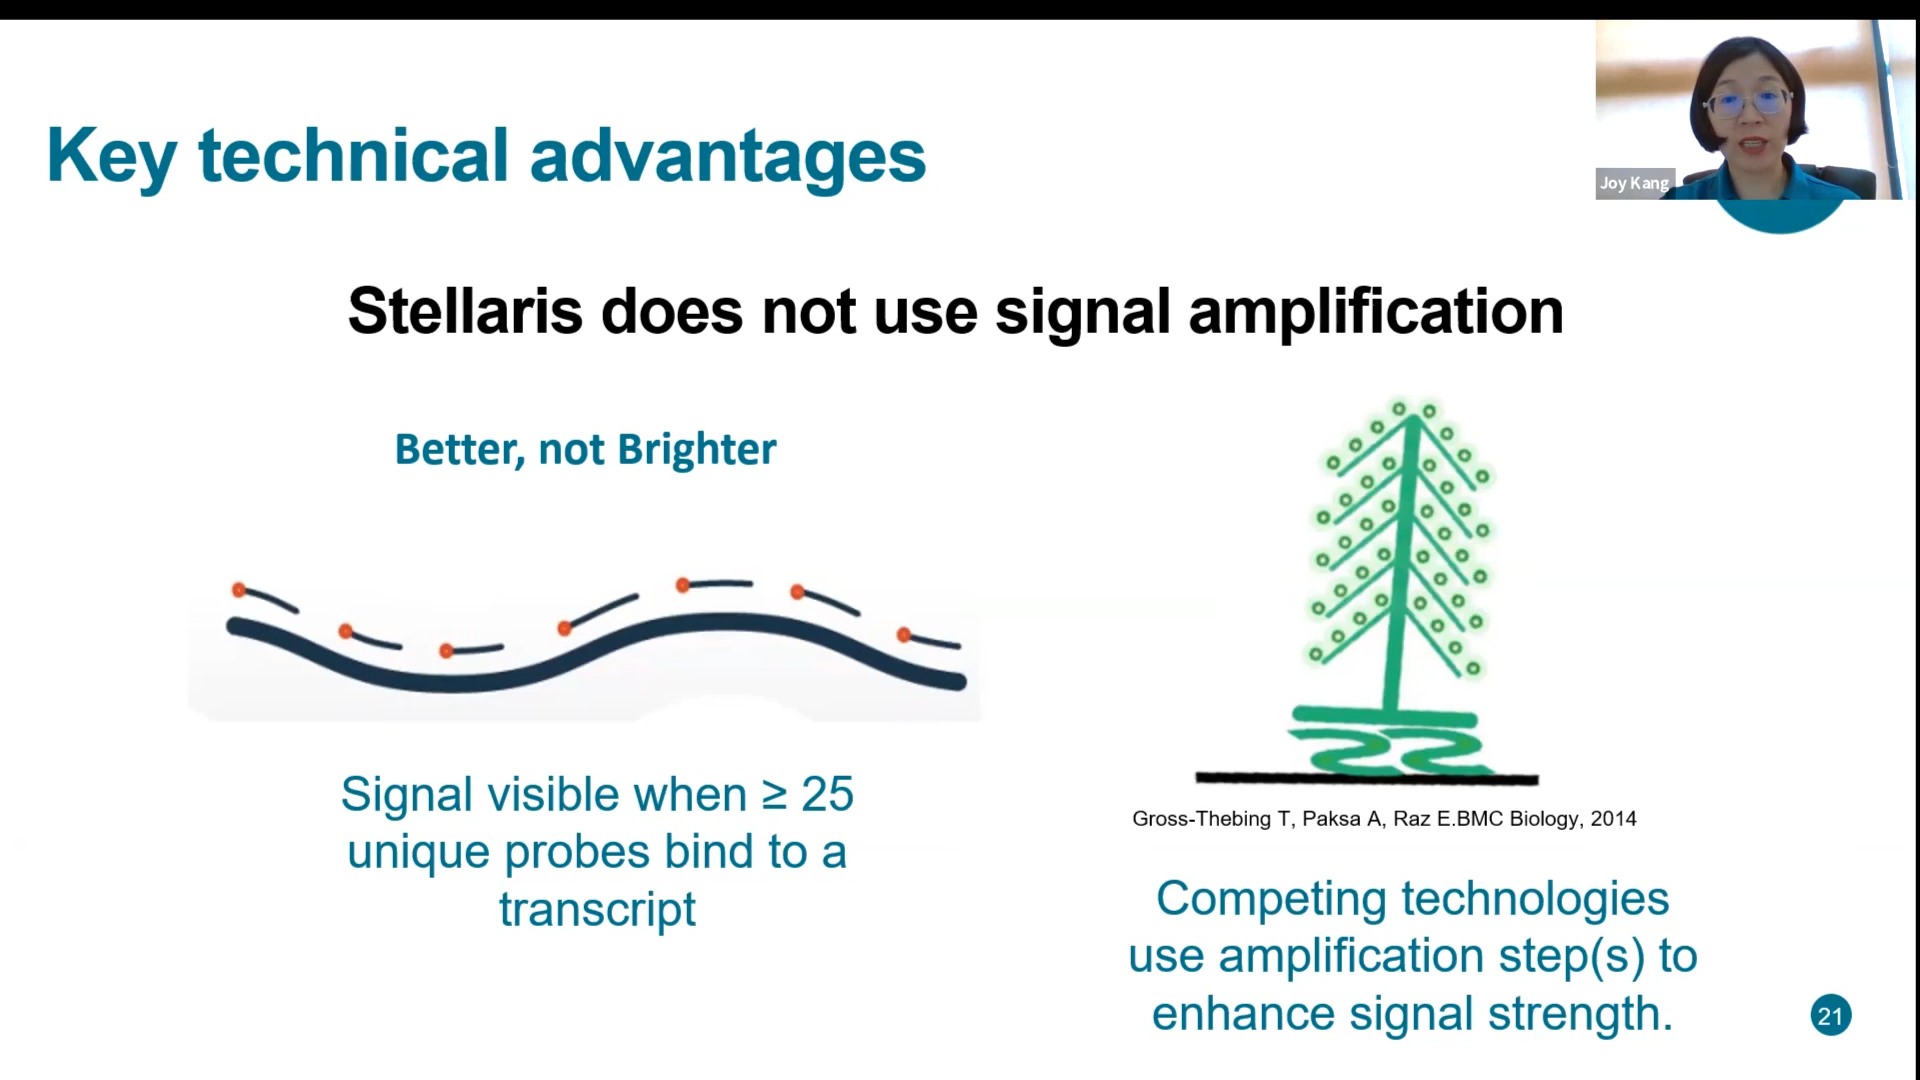 Key technical advantages
Joy Kang
Stellaris does not use signal amplification
Better, not Brighter
Signal visible when ≥ 25
unique probes bind to a
transcript
Gross-Thebing T, Paksa A, Raz E.BMC Biology, 2014
Competing technologies
use amplification step(s) to
enhance signal strength.
21